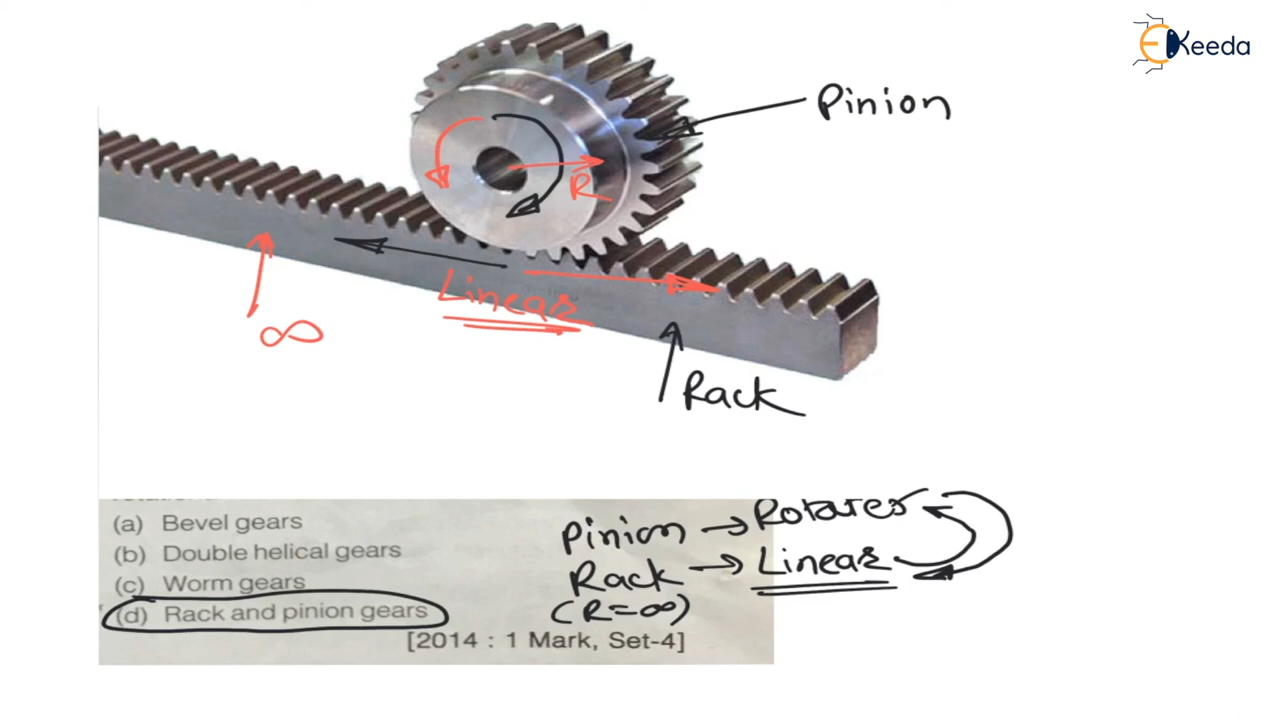 EKeeda
Pinion
R
Linear
∞
Rack
(a) Bevel gears
(b) Double helical gears
(c) Worm gears
(d) Rack and pinion gears
[2014 : 1 Mark, Set-4]
Pinion → Rotates
Rack → Linear
(R=∞)